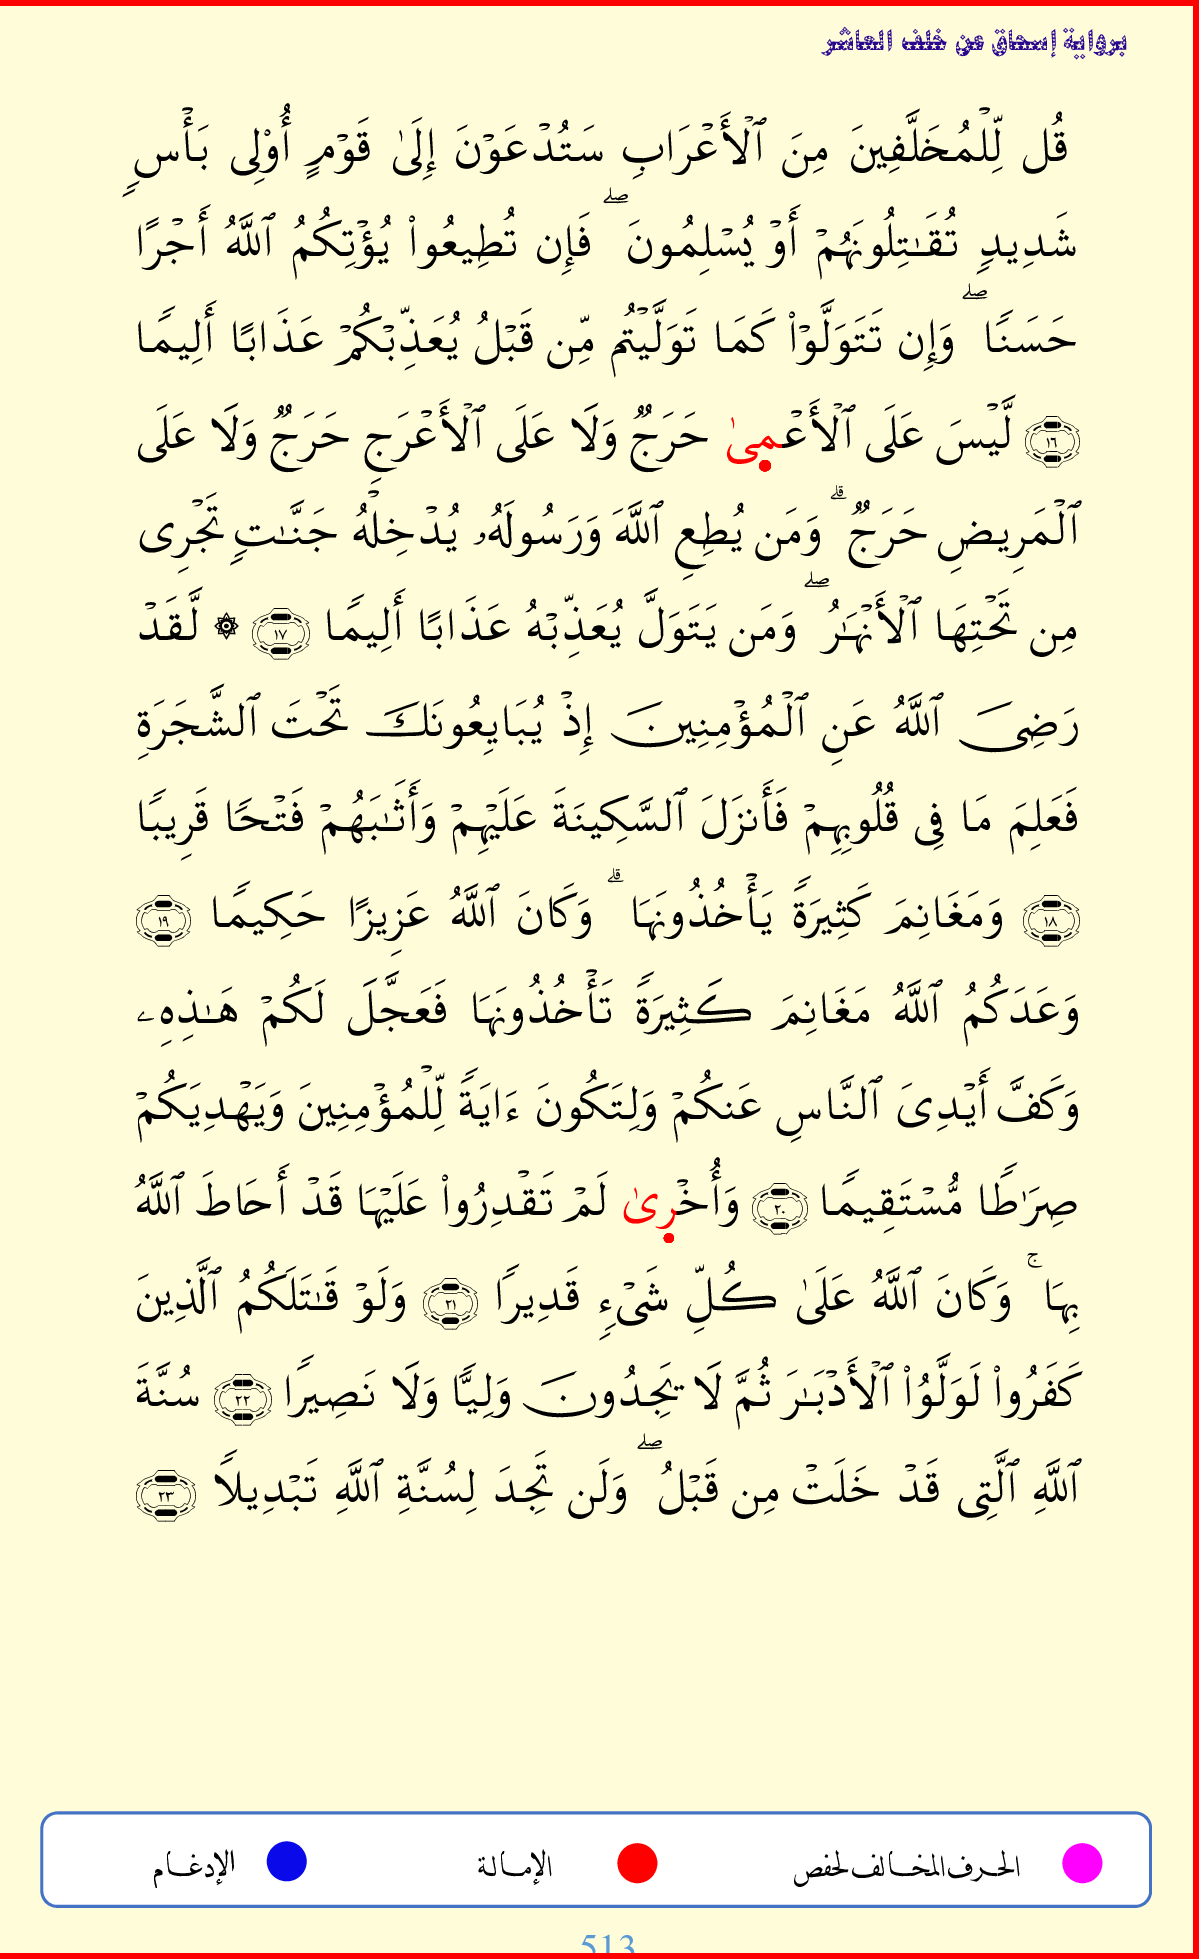 برواية إسحاق عن خلف العاشر
قُل لِّلْمُخَلَّفِينَ مِنَ ٱلْأَعْرَابِ سَتُدْعَوْنَ إِلَىٰ قَوْمٍ أُوْلِى بَأْسٍ
شَدِيدٍ تُقَـٰتِلُونَهُمْ أَوْ يُسْلِمُونَ ۖ فَإِن تُطِيعُواْ يُؤْتِكُمُ ٱللَّهُ أَجْرًا
حَسَنًا ۖ وَإِن تَتَوَلَّوْاْ كَمَا تَوَلَّيْتُم مِّن قَبْلُ يُعَذِّبْكُمْ عَذَابًا أَلِيمًا
١٦ لَّيْسَ عَلَى ٱلْأَعْمِىٰ حَرَجٌ وَلَا عَلَى ٱلْأَعْرَجِ حَرَجٌ وَلَا عَلَى
ٱلْمَرِيضِ حَرَجٌ ۗ وَمَن يُطِعِ ٱللَّهَ وَرَسُولَهُۥ يُدْخِلْهُ جَنَّـٰتٍ تَجْرِى
مِن تَحْتِهَا ٱلْأَنْهَـٰرُ ۖ وَمَن يَتَوَلَّ يُعَذِّبْهُ عَذَابًا أَلِيمًا ١٧ ۞ لَّقَدْ
رَضِىَ ٱللَّهُ عَنِ ٱلْمُؤْمِنِينَ إِذْ يُبَايِعُونَكَ تَحْتَ ٱلشَّجَرَةِ
فَعَلِمَ مَا فِى قُلُوبِهِمْ فَأَنزَلَ ٱلسَّكِينَةَ عَلَيْهِمْ وَأَثَـٰبَهُمْ فَتْحًا قَرِيبًا
١٨ وَمَغَانِمَ كَثِيرَةً يَأْخُذُونَهَا ۗ وَكَانَ ٱللَّهُ عَزِيزًا حَكِيمًا ١٩
وَعَدَكُمُ ٱللَّهُ مَغَانِمَ كَثِيرَةً تَأْخُذُونَهَا فَعَجَّلَ لَكُمْ هَـٰذِهِۦ
وَكَفَّ أَيْدِىَ ٱلنَّاسِ عَنكُمْ وَلِتَكُونَ ءَايَةً لِّلْمُؤْمِنِينَ وَيَهْدِيَكُمْ
صِرَٰطًا مُّسْتَقِيمًا ٢٠ وَأُخْرِىٰ لَمْ تَقْدِرُواْ عَلَيْهَا قَدْ أَحَاطَ ٱللَّهُ
بِهَا ۚ وَكَانَ ٱللَّهُ عَلَىٰ كُلِّ شَىْءٍ قَدِيرًا ٢١ وَلَوْ قَـٰتَلَكُمُ ٱلَّذِينَ
كَفَرُواْ لَوَلَّوُاْ ٱلْأَدْبَـٰرَ ثُمَّ لَا يَجِدُونَ وَلِيًّا وَلَا نَصِيرًا ٢٢ سُنَّةَ
ٱللَّهِ ٱلَّتِى قَدْ خَلَتْ مِن قَبْلُ ۖ وَلَن تَجِدَ لِسُنَّةِ ٱللَّهِ تَبْدِيلًا ٢٣
الحرف المخالف لحفص الإمالة الإدغام
513